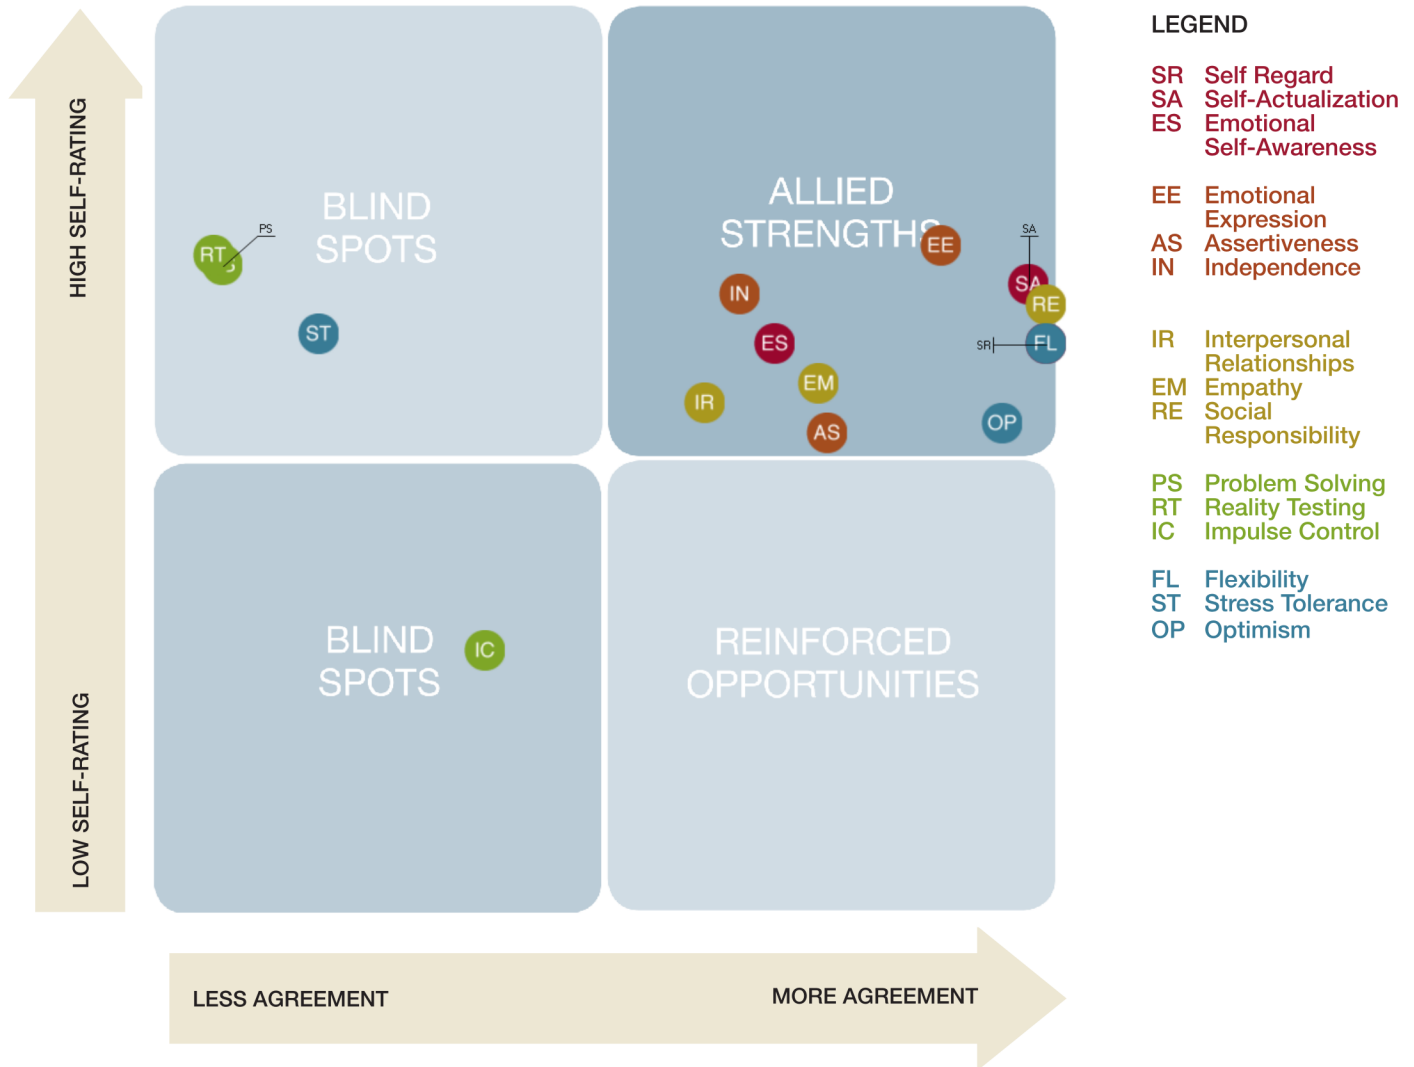 HIGH SELF-RATING
LOW SELF-RATING
BLIND
SPOTS
RT
PS
S
ST
ALLIED
STRENGTHS
EE
SA
SA
RE
IN
ES
SR
FL
EM
IR
AS
OP
BLIND
SPOTS
IC
REINFORCED
OPPORTUNITIES
LESS AGREEMENT
MORE AGREEMENT
LEGEND
SR Self Regard
SA Self-Actualization
ES Emotional
Self-Awareness
EE Emotional
Expression
AS Assertiveness
IN Independence
IR Interpersonal
Relationships
EM Empathy
RE Social
Responsibility
PS Problem Solving
RT Reality Testing
IC Impulse Control
FL Flexibility
ST Stress Tolerance
OP Optimism